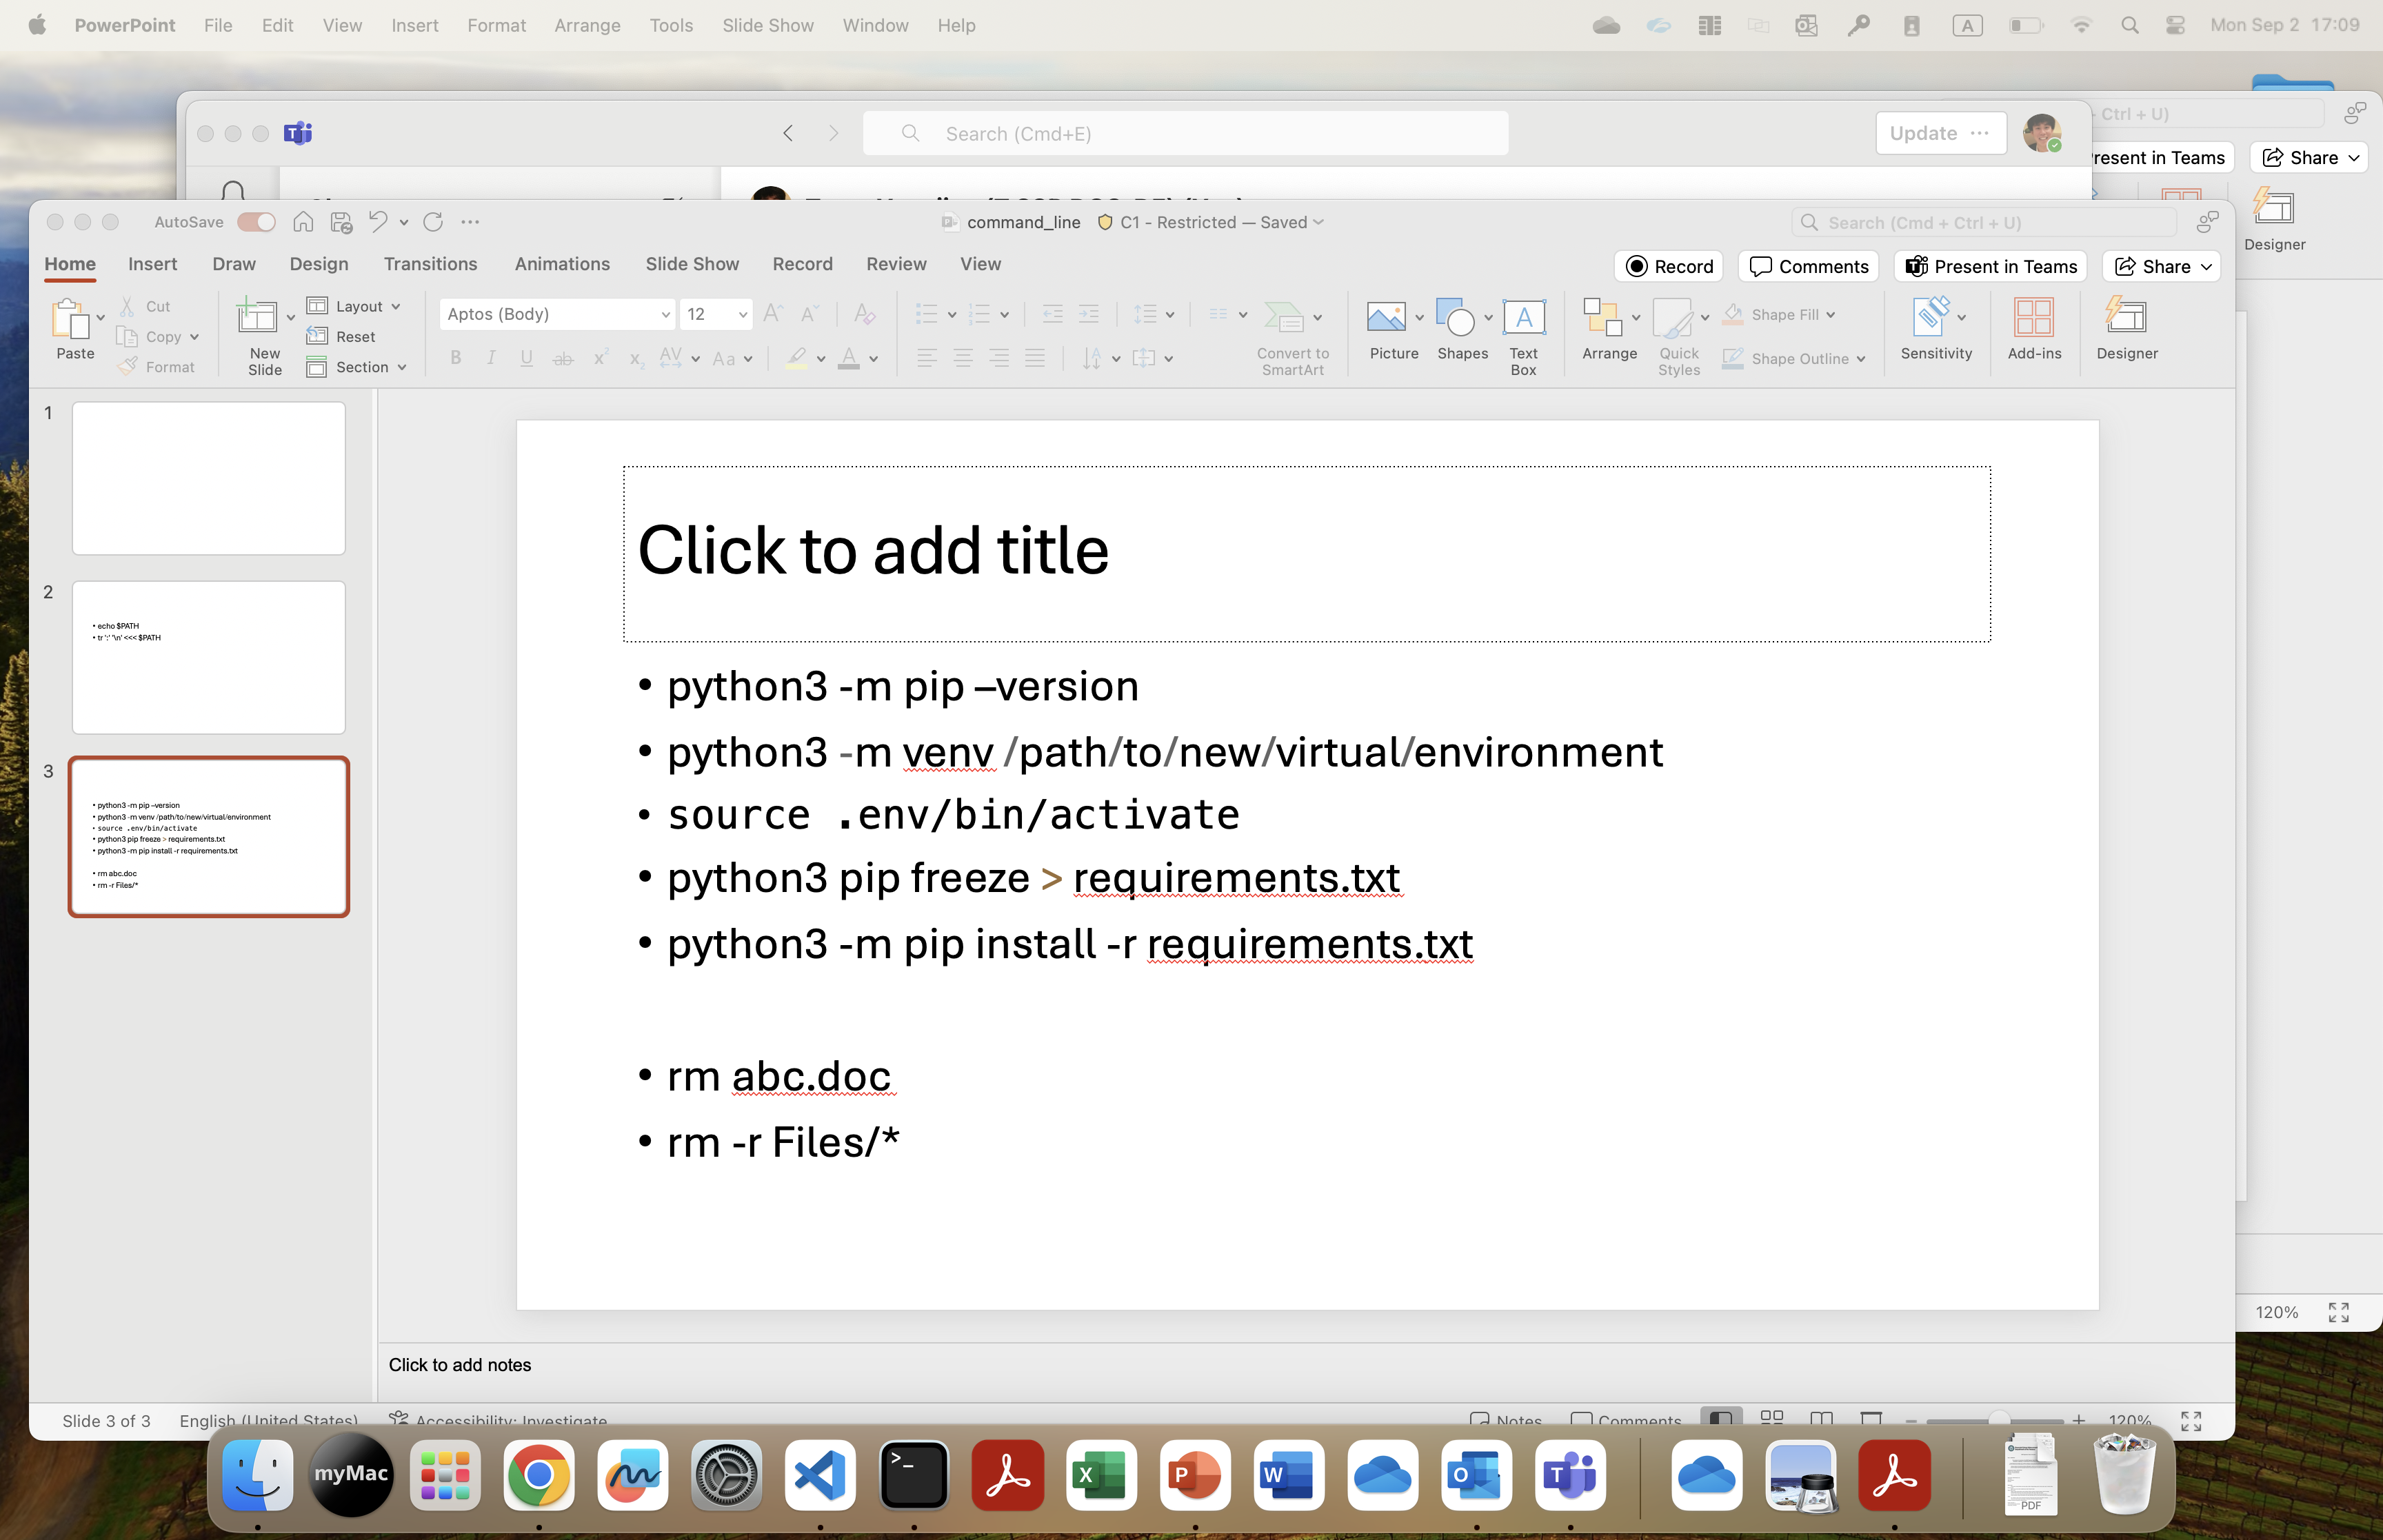 PowerPoint File Edit View Insert Format Arrange Tools Slide Show Window Help A Mon Sep 2 17:09
Search (Cmd+E) Update ··· Ctrl + U)
Present in Teams Share
Designer
AutoSave command_line C1 - Restricted — Saved Search (Cmd + Ctrl + U)
Home Insert Draw Design Transitions Animations Slide Show Record Review View Record Comments Present in Teams Share
Paste Cut Copy Format
New Slide Layout Reset Section
Aptos (Body) 12
Convert to SmartArt
Picture Shapes Text Box
Arrange Quick Styles Shape Fill Shape Outline
Sensitivity Add-ins Designer
1
2
• echo $PATH
• tr ':' '\n' <<< $PATH
3
• python3 -m pip –version
• python3 -m venv /path/to/new/virtual/environment
• source .env/bin/activate
• python3 pip freeze > requirements.txt
• python3 -m pip install -r requirements.txt
• rm abc.doc
• rm -r Files/*
Click to add title
• python3 -m pip –version
• python3 -m venv /path/to/new/virtual/environment
• source .env/bin/activate
• python3 pip freeze > requirements.txt
• python3 -m pip install -r requirements.txt
• rm abc.doc
• rm -r Files/*
120%
Click to add notes
Slide 3 of 3 English (United States) Accessibility: Investigate Notes Comments 120%
myMac
PDF